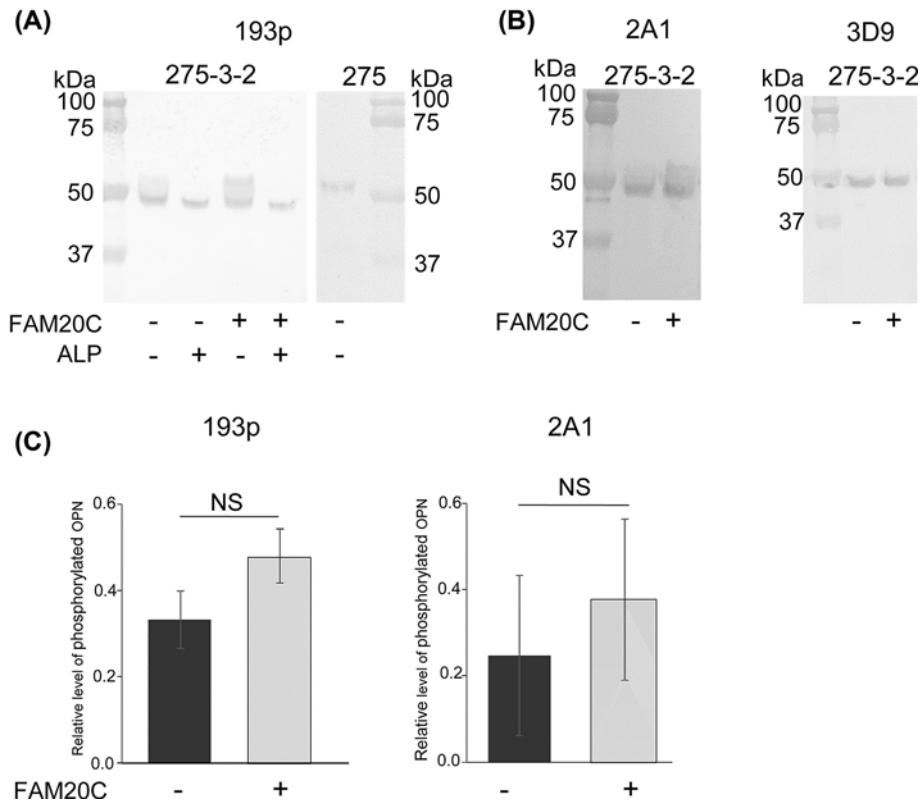 (A)
193p
kDa 275-3-2 275 kDa
100 100
75 75
50 50
37 37
FAM20C - - + + -
ALP - + - + -
(B)
2A1 3D9
275-3-2 275-3-2
kDa kDa
100 100
75 75
50 50
37 37
FAM20C - + - +
(C)
193p
Relative level of phosphorylated OPN
0.6
0.4
0.2
0.0
NS
FAM20C - +
2A1
Relative level of phosphorylated OPN
0.6
0.4
0.2
0.0
NS
- +